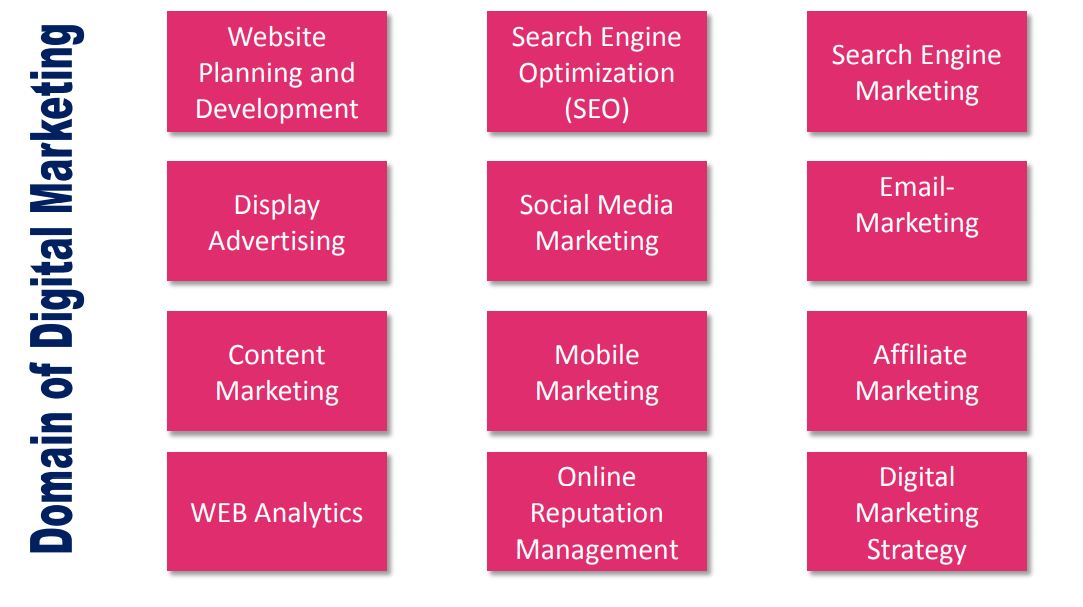 Domain of Digital Marketing
Website
Planning and
Development
Search Engine
Optimization
(SEO)
Search Engine
Marketing
Display
Advertising
Social Media
Marketing
Email-
Marketing
Content
Marketing
Mobile
Marketing
Affiliate
Marketing
WEB Analytics
Online
Reputation
Management
Digital
Marketing
Strategy